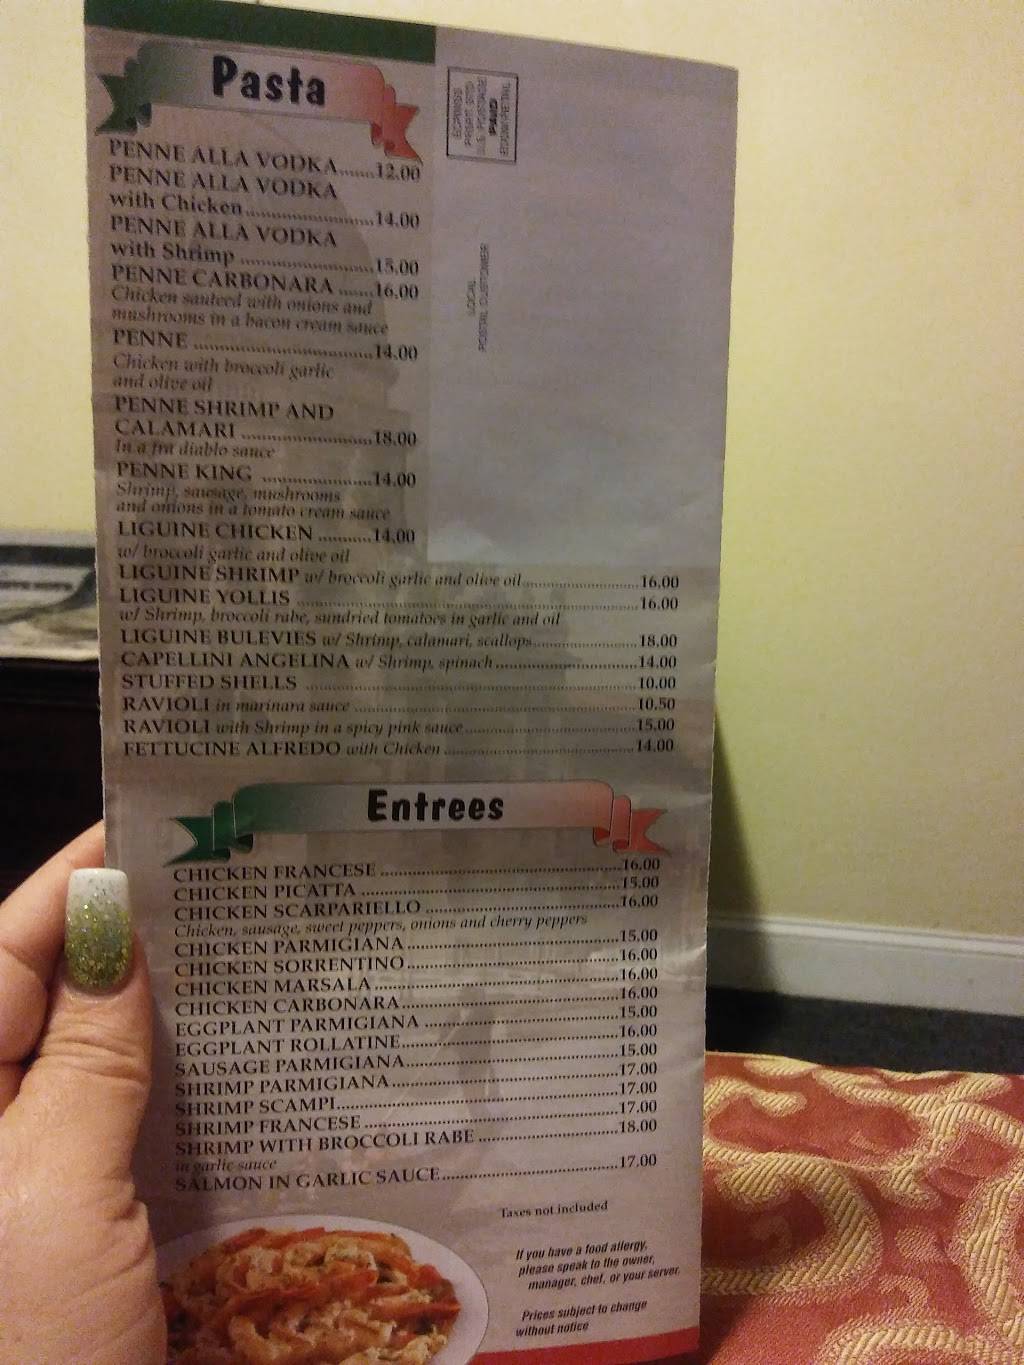 Pasta
PENNE ALLA VODKA.......12.00
PENNE ALLA VODKA
with Chicken..........................14.00
PENNE ALLA VODKA
with Shrimp ...........................15.00
PENNE CARBONARA .......16.00
Chicken sauteed with onions and
mushrooms in a bacon cream sauce
PENNE .....................................14.00
Chicken with broccoli garlic
and olive oil
PENNE SHRIMP AND
CALAMARI ...........................18.00
In a fra diablo sauce
PENNE KING .......................14.00
Shrimp, sausage, mushrooms
and onions in a tomato cream sauce
LIGUINE CHICKEN ...........14.00
w/ broccoli garlic and olive oil
LIGUINE SHRIMP w/ broccoli garlic and olive oil..........................16.00
LIGUINE YOLLIS ..............................................................................16.00
w/ Shrimp, broccoli rabe, sundried tomatoes in garlic and oil
LIGUINE BULEVIES w/ Shrimp, calamari, scallops........................18.00
CAPELLINI ANGELINA w/ Shrimp, spinach ................................14.00
STUFFED SHELLS ...........................................................................10.00
RAVIOLI in marinara sauce ................................................................10.50
RAVIOLI with Shrimp in a spicy pink sauce.......................................15.00
FETTUCINE ALFREDO with Chicken ...........................................14.00
ECRWSS
PRSRT STD
U.S. POSTAGE
PAID
EDDM RETAIL
LOCAL
POSTAL CUSTOMER
Entrees
CHICKEN FRANCESE ......................................................16.00
CHICKEN PICATTA ..........................................................15.00
CHICKEN SCARPARIELLO ............................................16.00
Chicken, sausage, sweet peppers, onions and cherry peppers
CHICKEN PARMIGIANA ................................................15.00
CHICKEN SORRENTINO................................................16.00
CHICKEN MARSALA ......................................................16.00
CHICKEN CARBONARA.................................................16.00
EGGPLANT PARMIGIANA .............................................15.00
EGGPLANT ROLLATINE.................................................16.00
SAUSAGE PARMIGIANA................................................15.00
SHRIMP PARMIGIANA...................................................17.00
SHRIMP SCAMPI..............................................................17.00
SHRIMP FRANCESE .........................................................17.00
SHRIMP WITH BROCCOLI RABE ................................18.00
in garlic sauce
SALMON IN GARLIC SAUCE........................................17.00
Taxes not included
If you have a food allergy,
please speak to the owner,
manager, chef, or your server.
Prices subject to change
without notice